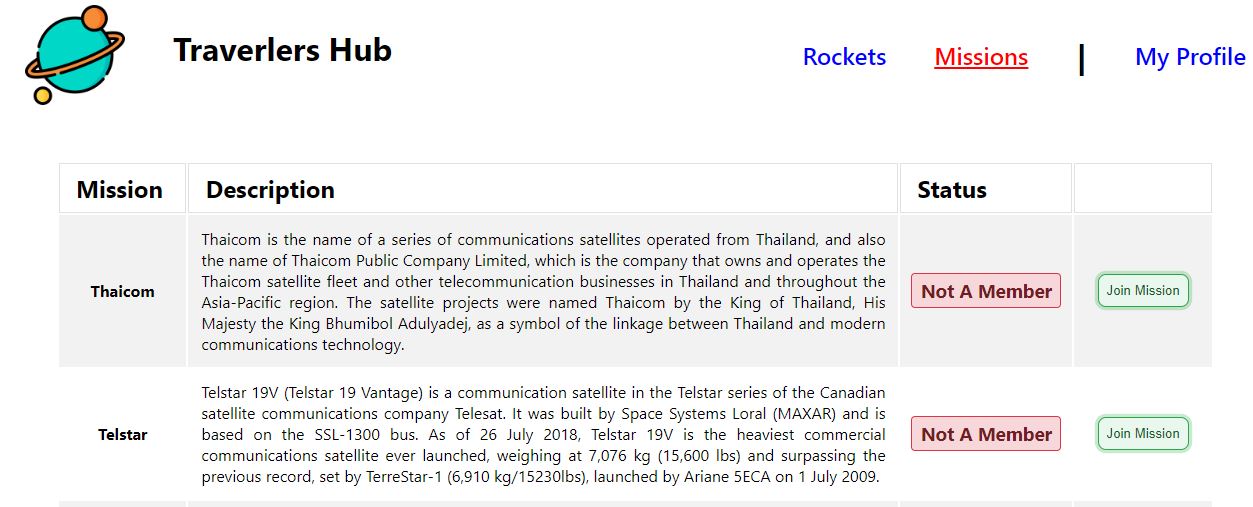 Traverlers Hub
Rockets
Missions
|
My Profile
Mission Description Status
Thaicom
Thaicom is the name of a series of communications satellites operated from Thailand, and also
the name of Thaicom Public Company Limited, which is the company that owns and operates the
Thaicom satellite fleet and other telecommunication businesses in Thailand and throughout the
Asia-Pacific region. The satellite projects were named Thaicom by the King of Thailand, His
Majesty the King Bhumibol Adulyadej, as a symbol of the linkage between Thailand and modern
communications technology.
Not A Member
Join Mission
Telstar
Telstar 19V (Telstar 19 Vantage) is a communication satellite in the Telstar series of the Canadian
satellite communications company Telesat. It was built by Space Systems Loral (MAXAR) and is
based on the SSL-1300 bus. As of 26 July 2018, Telstar 19V is the heaviest commercial
communications satellite ever launched, weighing at 7,076 kg (15,600 lbs) and surpassing the
previous record, set by TerreStar-1 (6,910 kg/15230lbs), launched by Ariane 5ECA on 1 July 2009.
Not A Member
Join Mission